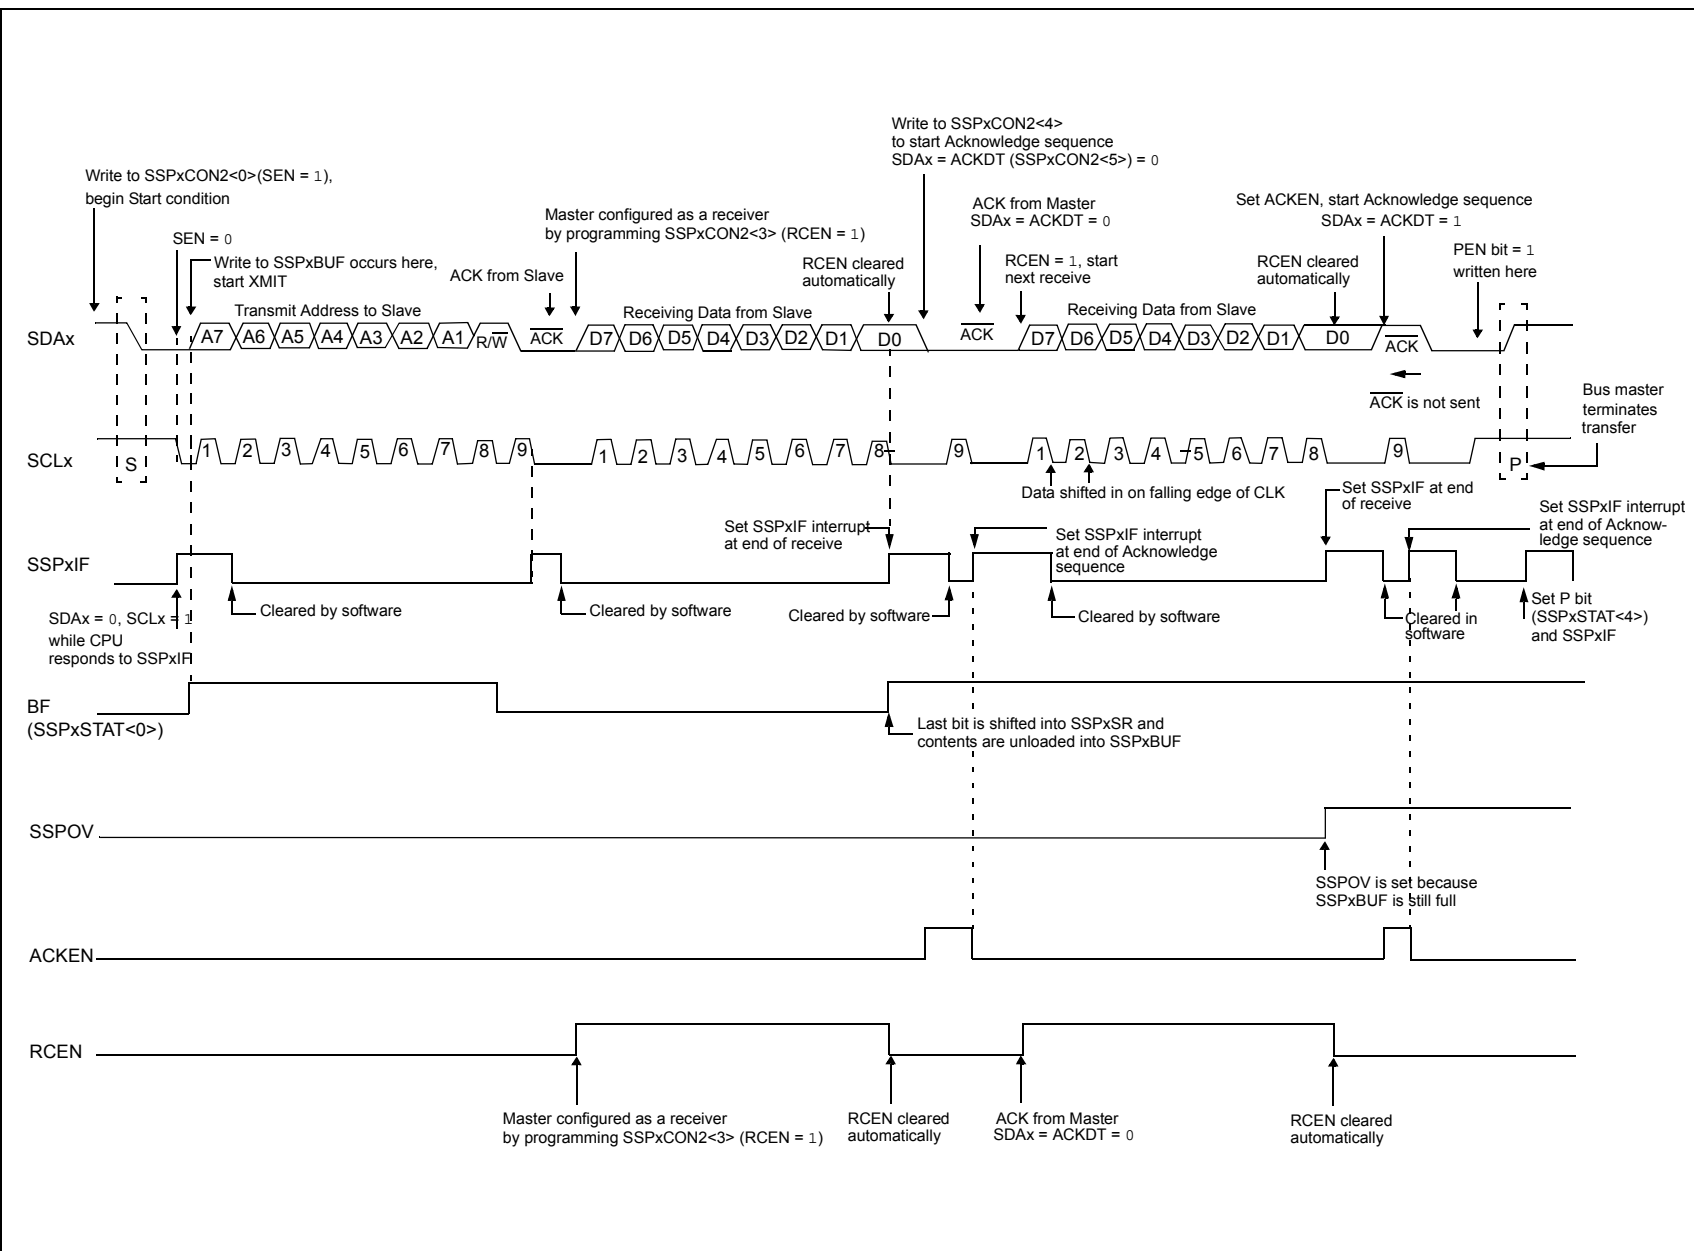 Write to SSPxCON2<4>
to start Acknowledge sequence
SDAx = ACKDT (SSPxCON2<5>) = 0
Write to SSPxCON2<0>(SEN = 1),
begin Start condition
ACK from Master
SDAx = ACKDT = 0
Set ACKEN, start Acknowledge sequence
SDAx = ACKDT = 1
Master configured as a receiver
by programming SSPxCON2<3> (RCEN = 1)
SEN = 0
Write to SSPxBUF occurs here,
start XMIT
ACK from Slave
RCEN cleared
automatically
RCEN = 1, start
next receive
RCEN cleared
automatically
PEN bit = 1
written here
Transmit Address to Slave
Receiving Data from Slave
Receiving Data from Slave
SDAx
A7 A6 A5 A4 A3 A2 A1 R/W ACK D7 D6 D5 D4 D3 D2 D1 D0 ACK D7 D6 D5 D4 D3 D2 D1 D0 ACK
ACK is not sent
Bus master
terminates
transfer
SCLx
S 1 2 3 4 5 6 7 8 9 1 2 3 4 5 6 7 8 9 1 2 3 4 5 6 7 8 9 P
Data shifted in on falling edge of CLK
Set SSPxIF at end
of receive
Set SSPxIF interrupt
at end of receive
Set SSPxIF interrupt
at end of Acknowledge
sequence
Set SSPxIF interrupt
at end of Acknow-
ledge sequence
SSPxIF
SDAx = 0, SCLx = 1
while CPU
responds to SSPxIF
Cleared by software
Cleared by software
Cleared by software
Cleared by software
Cleared in
software
Set P bit
(SSPxSTAT<4>)
and SSPxIF
BF
(SSPxSTAT<0>)
Last bit is shifted into SSPxSR and
contents are unloaded into SSPxBUF
SSPOV
SSPOV is set because
SSPxBUF is still full
ACKEN
RCEN
Master configured as a receiver
by programming SSPxCON2<3> (RCEN = 1)
RCEN cleared
automatically
ACK from Master
SDAx = ACKDT = 0
RCEN cleared
automatically